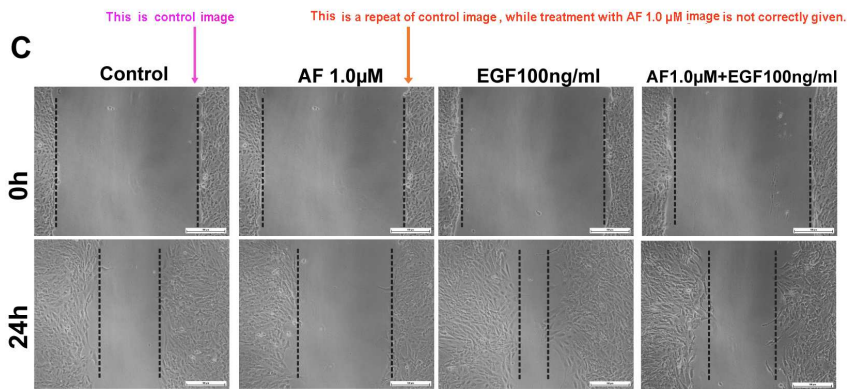 This is control image
This is a repeat of control image, while treatment with AF 1.0 µM image is not correctly given.
C
Control
AF 1.0µM
EGF100ng/ml
AF1.0µM+EGF100ng/ml
0h
24h